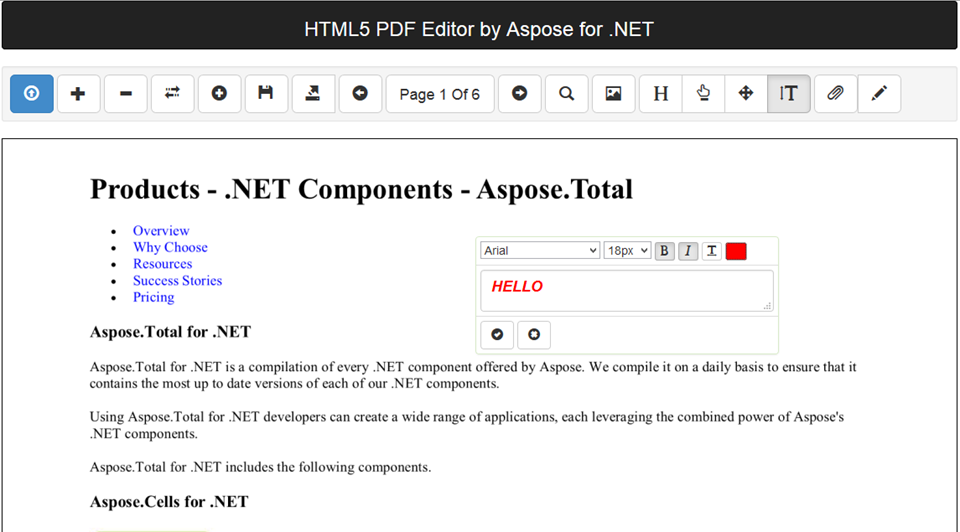 HTML5 PDF Editor by Aspose for .NET
Page 1 Of 6
H
T
Products - .NET Components - Aspose.Total
Overview
Why Choose
Resources
Success Stories
Pricing
Arial 18px B I T
HELLO
Aspose.Total for .NET
Aspose.Total for .NET is a compilation of every .NET component offered by Aspose. We compile it on a daily basis to ensure that it
contains the most up to date versions of each of our .NET components.
Using Aspose.Total for .NET developers can create a wide range of applications, each leveraging the combined power of Aspose's
.NET components.
Aspose.Total for .NET includes the following components.
Aspose.Cells for .NET